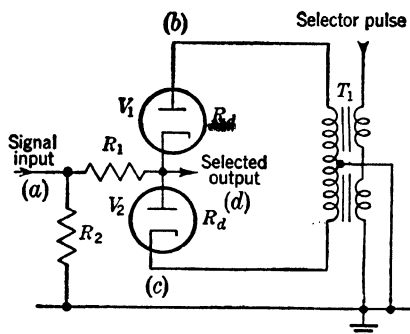 Selector pulse
(b)
V1
Rd
T1
Signal input
(a)
R1
Selected output
(d)
V2
Rd
R2
(c)